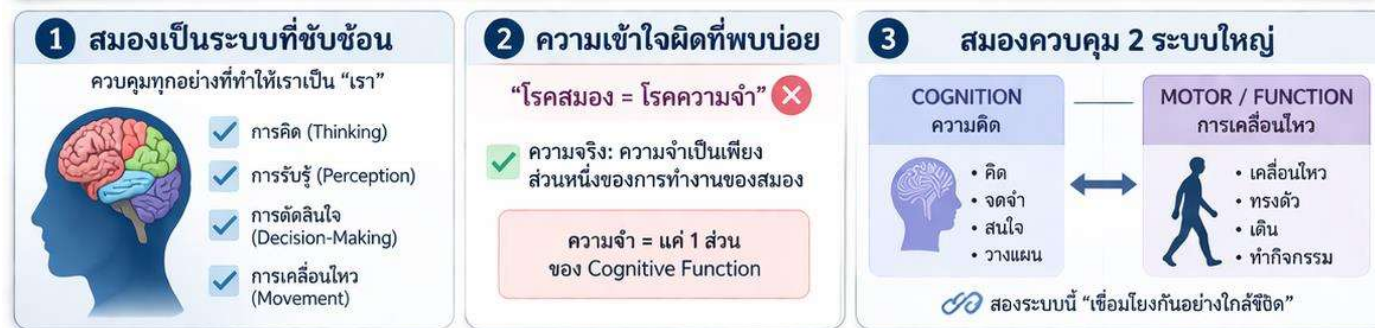 1 สมองเป็นระบบที่ซับซ้อน
ควบคุมทุกอย่างที่ทำให้เราเป็น “เรา”
การคิด (Thinking)
การรับรู้ (Perception)
การตัดสินใจ
(Decision-Making)
การเคลื่อนไหว
(Movement)
2 ความเข้าใจผิดที่พบบ่อย
“โรคสมอง = โรคความจำ”
ความจริง: ความจำเป็นเพียง
ส่วนหนึ่งของการทำงานของสมอง
ความจำ = แค่ 1 ส่วน
ของ Cognitive Function
3 สมองควบคุม 2 ระบบใหญ่
COGNITION
ความคิด
• คิด
• จดจำ
• สนใจ
• วางแผน
MOTOR / FUNCTION
การเคลื่อนไหว
• เคลื่อนไหว
• ทรงตัว
• เดิน
• ทำกิจกรรม
สองระบบนี้ “เชื่อมโยงกันอย่างใกล้